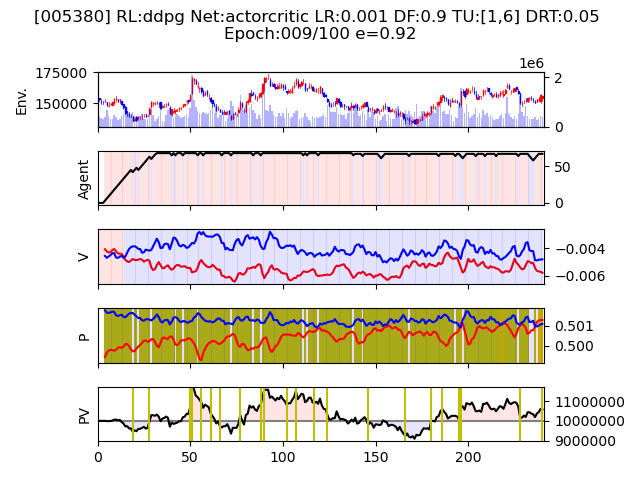 [005380] RL:ddpg Net:actorcritic LR:0.001 DF:0.9 TU:[1,6] DRT:0.05
Epoch:009/100 e=0.92
1e6
175000
150000
Env.
2
0
Agent
50
0
V
−0.004
−0.006
P
0.501
0.500
PV
11000000
10000000
9000000
0 50 100 150 200